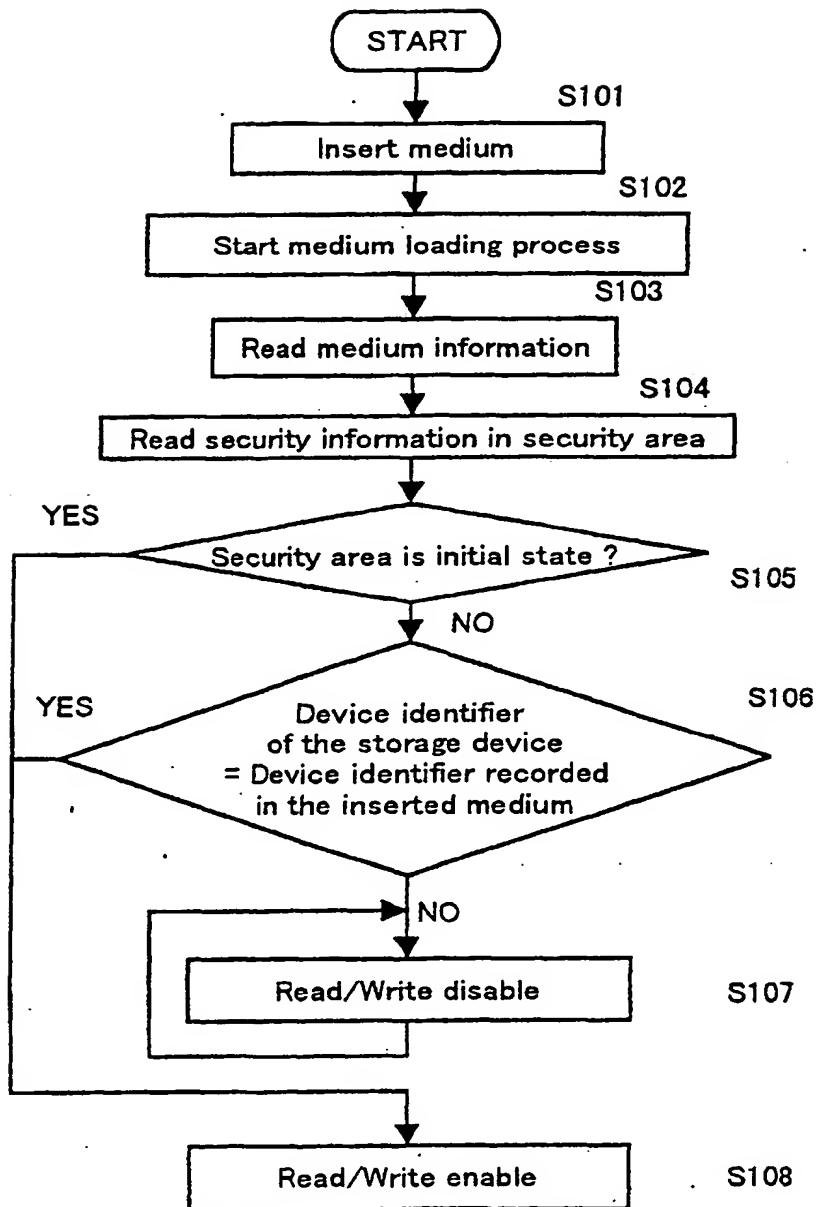 START
S101
Insert medium
S102
Start medium loading process
S103
Read medium information
S104
Read security information in security area
YES
Security area is initial state ?
S105
NO
YES
S106
Device identifier
of the storage device
= Device identifier recorded
in the inserted medium
NO
Read/Write disable
S107
Read/Write enable
S108